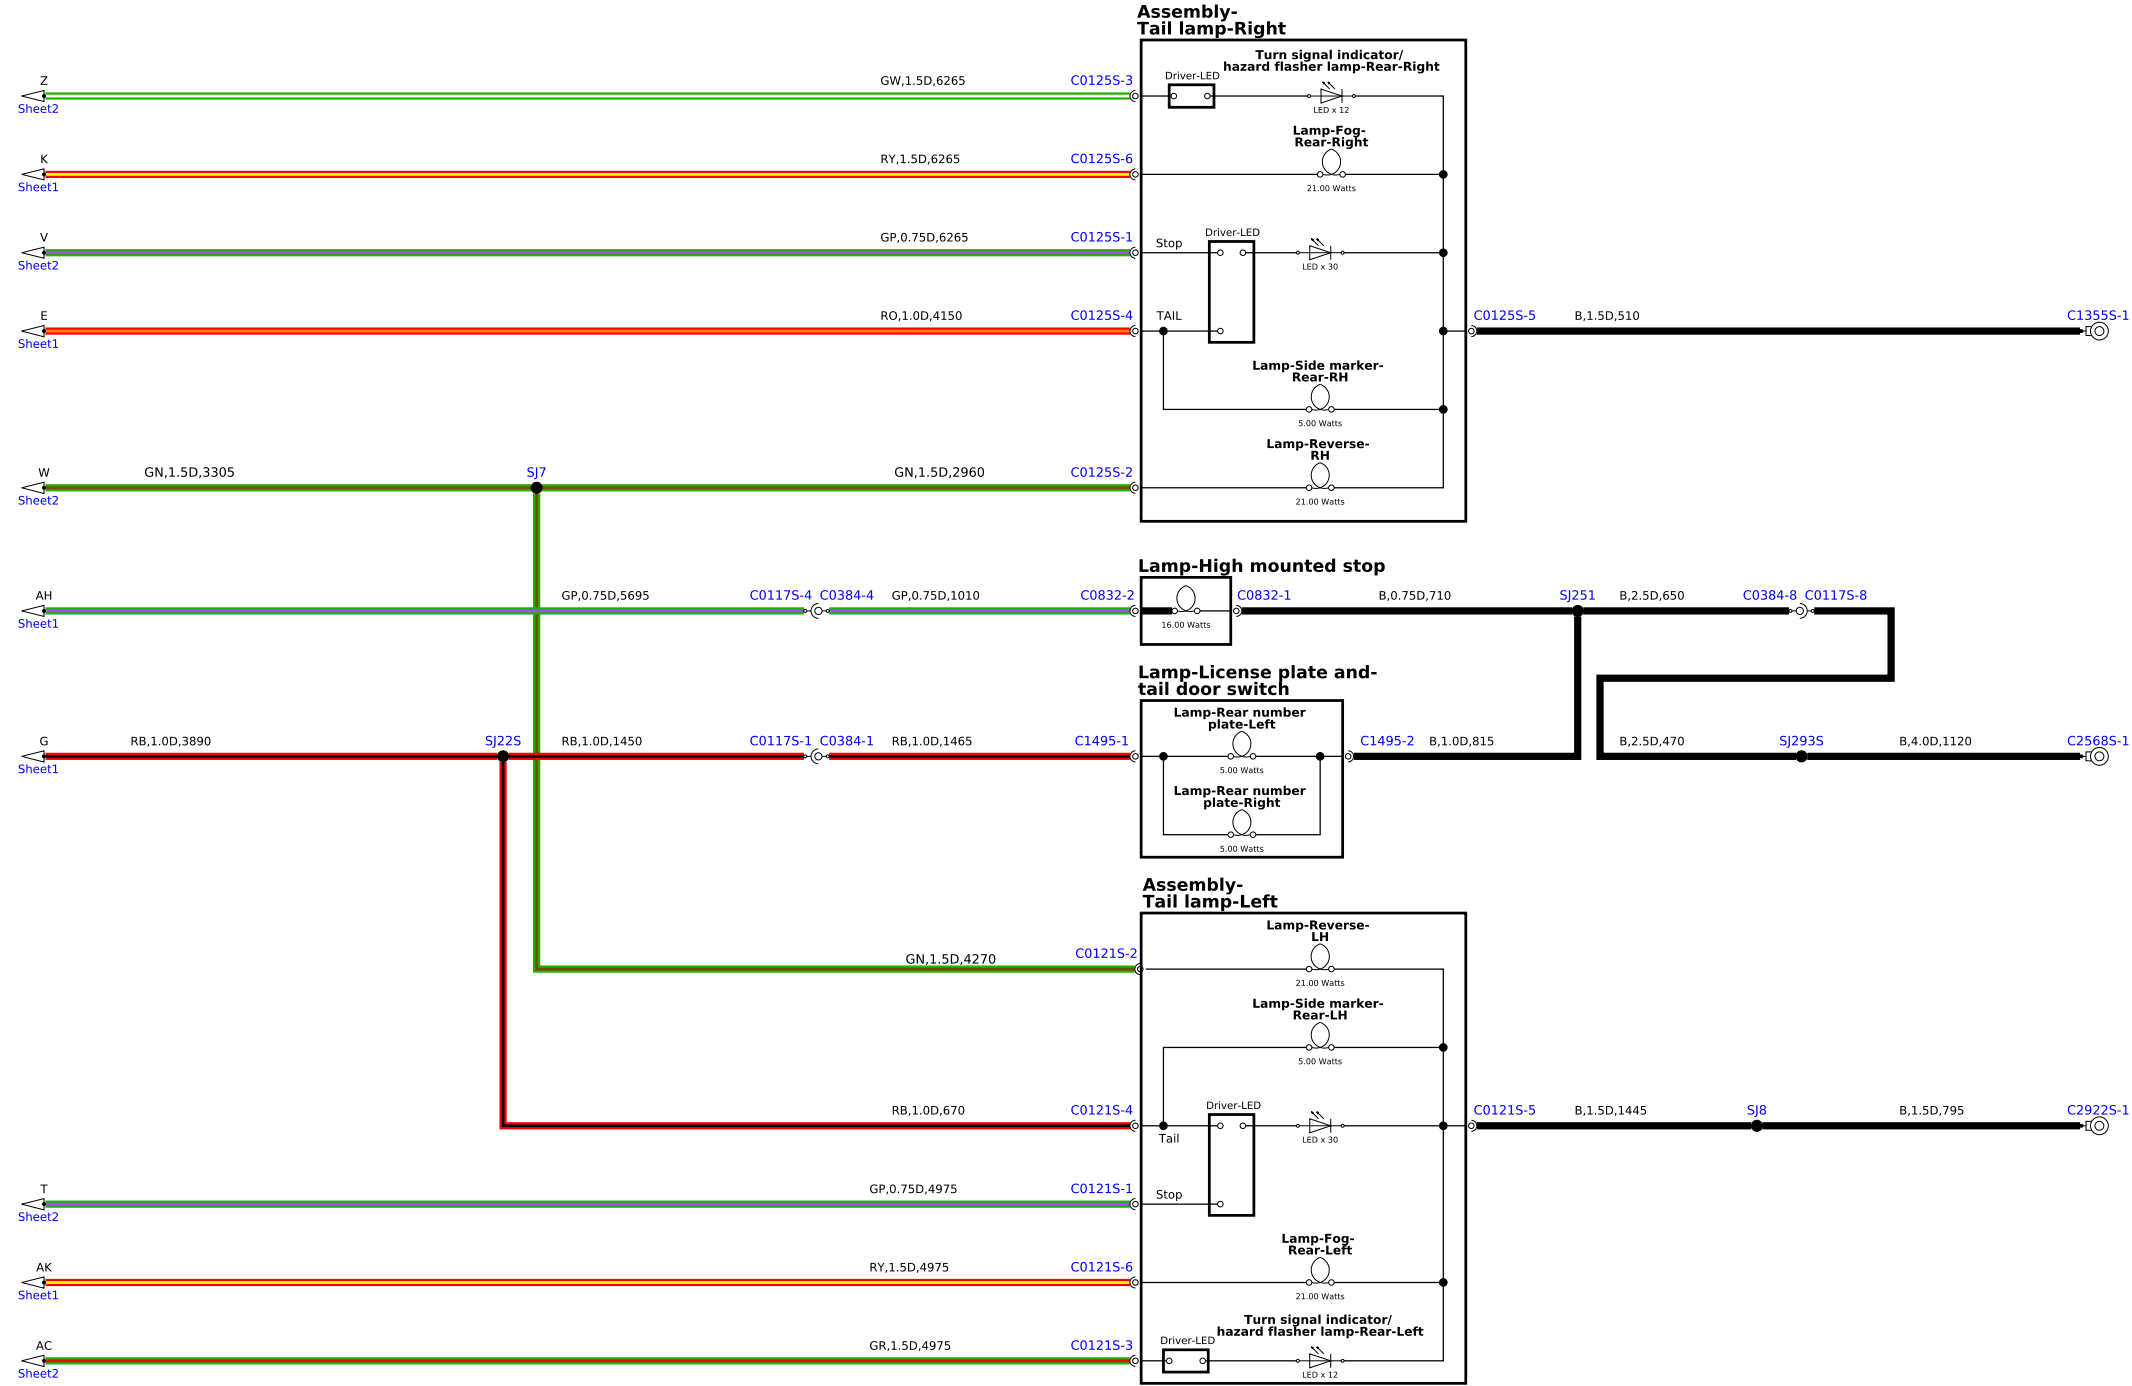 Assembly-
Tail lamp-Right
Turn signal indicator/
hazard flasher lamp-Rear-Right
Driver-LED
Z
GW,1.5D,6265
C0125S-3
Sheet2
LED x 12
Lamp-Fog-
Rear-Right
K
RY,1.5D,6265
C0125S-6
Sheet1
21.00 Watts
V
GP,0.75D,6265
C0125S-1
Stop
Driver-LED
Sheet2
LED x 30
E
RO,1.0D,4150
C0125S-4
TAIL
C0125S-5
B,1.5D,510
C1355S-1
Sheet1
Lamp-Side marker-
Rear-RH
5.00 Watts
Lamp-Reverse-
RH
W
GN,1.5D,3305
SJ7
GN,1.5D,2960
C0125S-2
Sheet2
21.00 Watts
Lamp-High mounted stop
AH
GP,0.75D,5695
C0117S-4
C0384-4
GP,0.75D,1010
C0832-2
C0832-1
B,0.75D,710
SJ251
B,2.5D,650
C0384-8
C0117S-8
Sheet1
16.00 Watts
Lamp-License plate and-
tail door switch
Lamp-Rear number
plate-Left
G
RB,1.0D,3890
SJ22S
RB,1.0D,1450
C0117S-1
C0384-1
RB,1.0D,1465
C1495-1
C1495-2
B,1.0D,815
B,2.5D,470
SJ293S
B,4.0D,1120
C2568S-1
Sheet1
5.00 Watts
Lamp-Rear number
plate-Right
5.00 Watts
Assembly-
Tail lamp-Left
Lamp-Reverse-
LH
GN,1.5D,4270
C0121S-2
21.00 Watts
Lamp-Side marker-
Rear-LH
5.00 Watts
RB,1.0D,670
C0121S-4
Driver-LED
C0121S-5
B,1.5D,1445
SJ8
B,1.5D,795
C2922S-1
Tail
LED x 30
T
GP,0.75D,4975
C0121S-1
Stop
Sheet2
Lamp-Fog-
Rear-Left
AK
RY,1.5D,4975
C0121S-6
Sheet1
21.00 Watts
Turn signal indicator/
hazard flasher lamp-Rear-Left
Driver-LED
AC
GR,1.5D,4975
C0121S-3
Sheet2
LED x 12